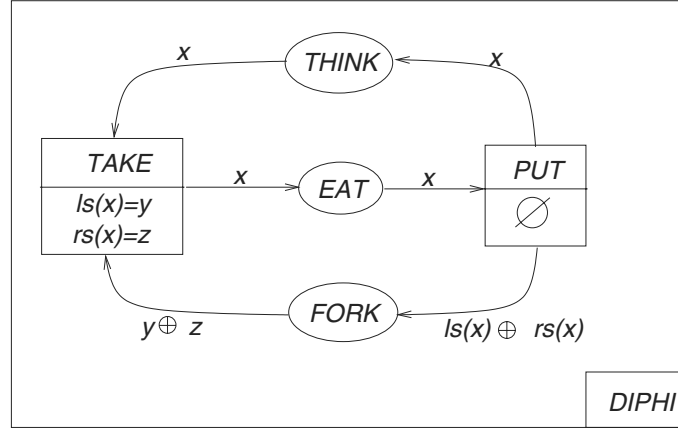 x
THINK
x
TAKE
ls(x)=y
rs(x)=z
x
EAT
x
PUT
∅
y ⊕ z
FORK
ls(x) ⊕ rs(x)
DIPHI